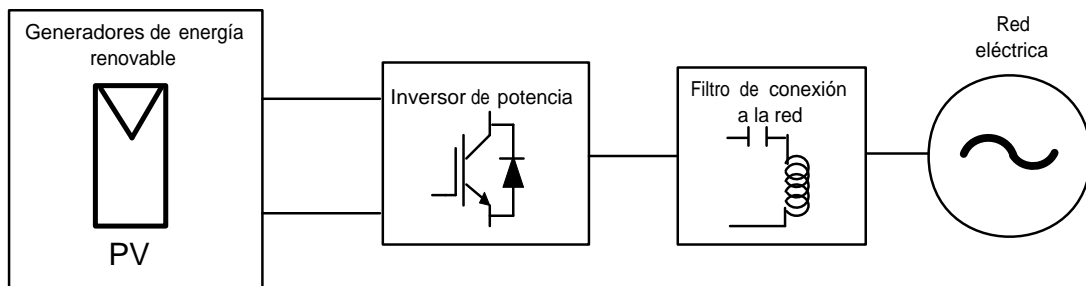 Generadores de energía
renovable
PV
Inversor de potencia
Filtro de conexión
a la red
Red
eléctrica